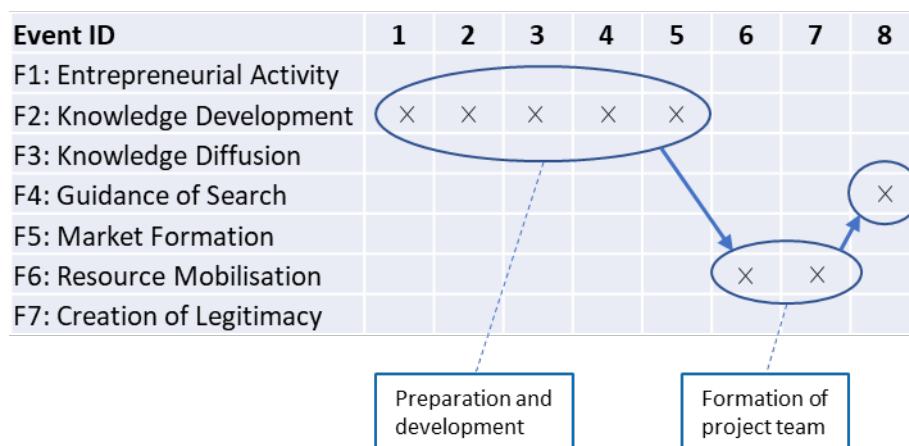 Event ID 1 2 3 4 5 6 7 8
F1: Entrepreneurial Activity
F2: Knowledge Development × × × × ×
F3: Knowledge Diffusion
F4: Guidance of Search ×
F5: Market Formation
F6: Resource Mobilisation × ×
F7: Creation of Legitimacy
Preparation and
development
Formation of
project team